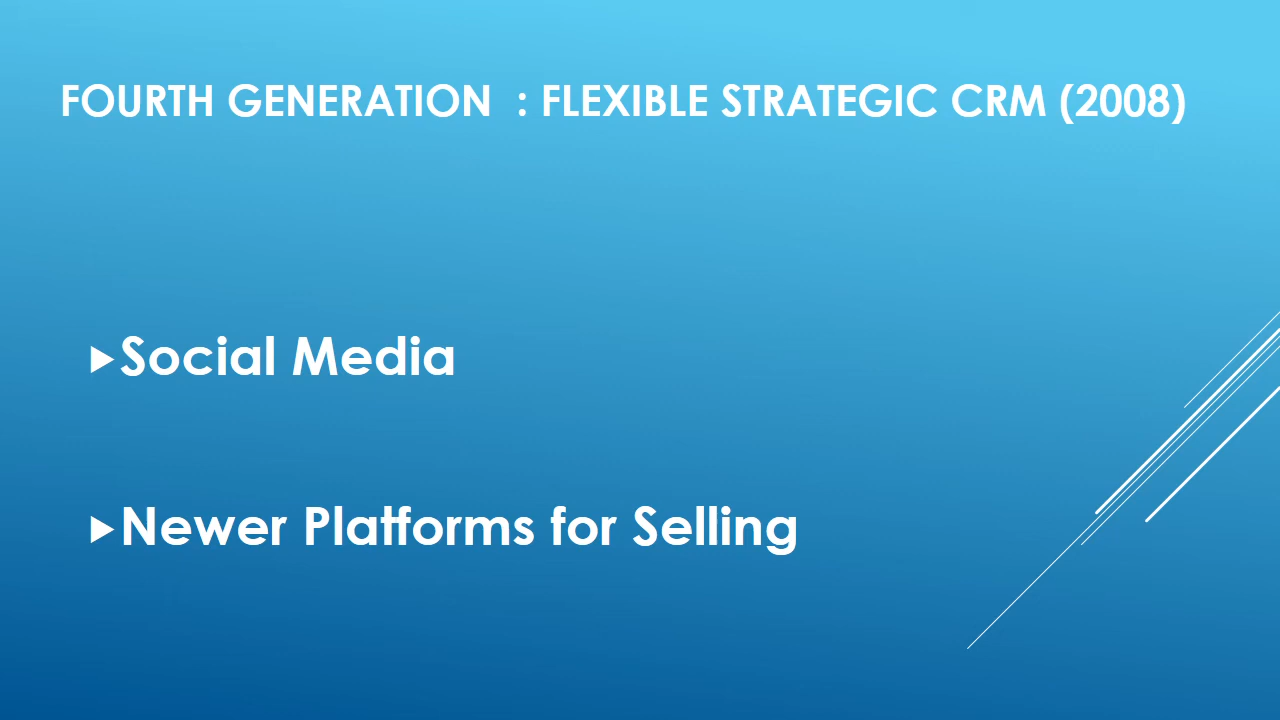 FOURTH GENERATION : FLEXIBLE STRATEGIC CRM (2008)
Social Media
Newer Platforms for Selling